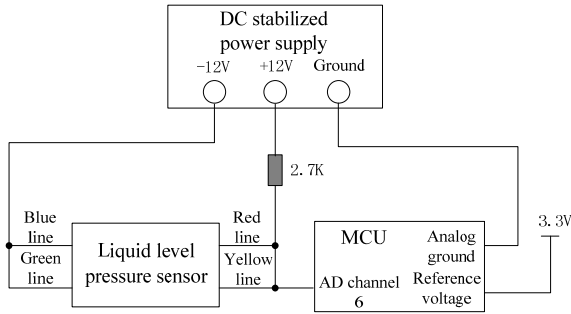 DC stabilized
power supply
-12V +12V Ground
2.7K
Blue
line
Green
line
Liquid level
pressure sensor
Red
line
Yellow
line
MCU
Analog
ground
AD channel
6
Reference
voltage
3.3V